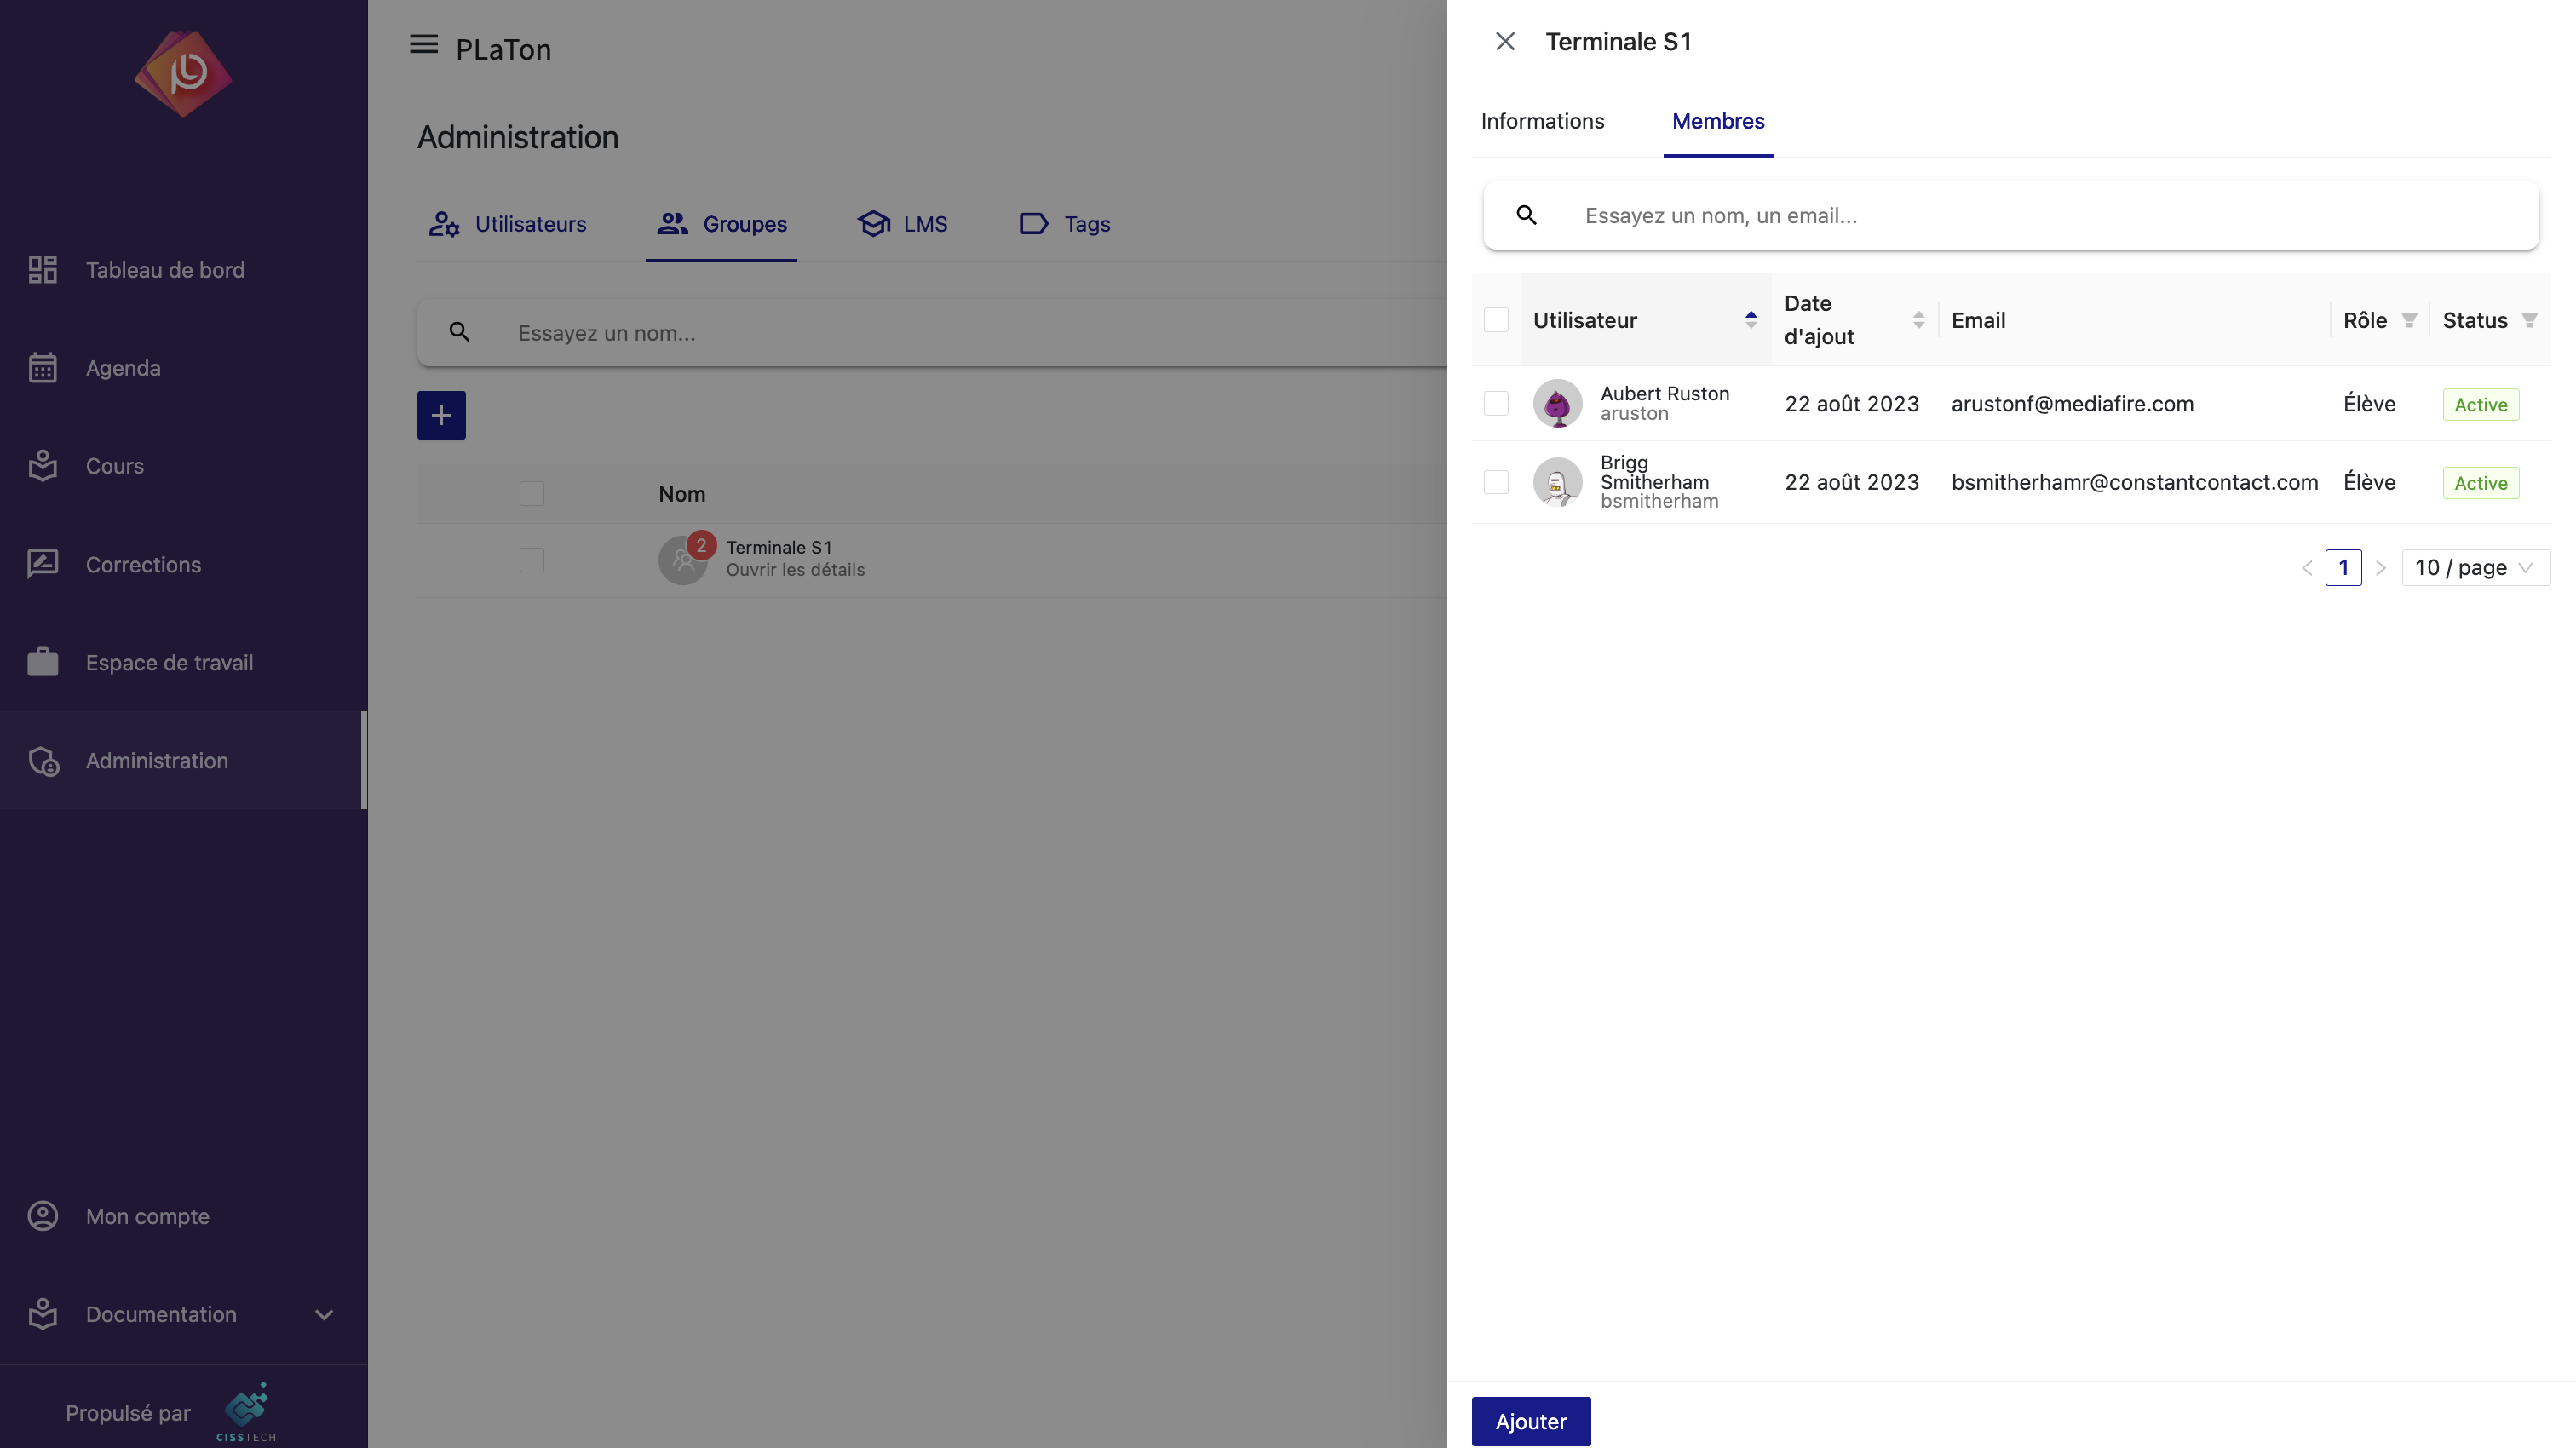 Tableau de bord
Agenda
Cours
Corrections
Espace de travail
Administration
Mon compte
Documentation
Propulsé par
CISSTECH
PLaTon
Administration
Utilisateurs
Groupes
LMS
Tags
Essayez un nom...
Nom
2
Terminale S1
Ouvrir les détails
Terminale S1
Informations
Membres
Essayez un nom, un email...
Utilisateur
Date
d'ajout
Email
Rôle
Status
Aubert Ruston
aruston
22 août 2023
arustonf@mediafire.com
Élève
Active
Brigg
Smitherham
bsmitherham
22 août 2023
bsmitherhamr@constantcontact.com
Élève
Active
1
10 / page
Ajouter